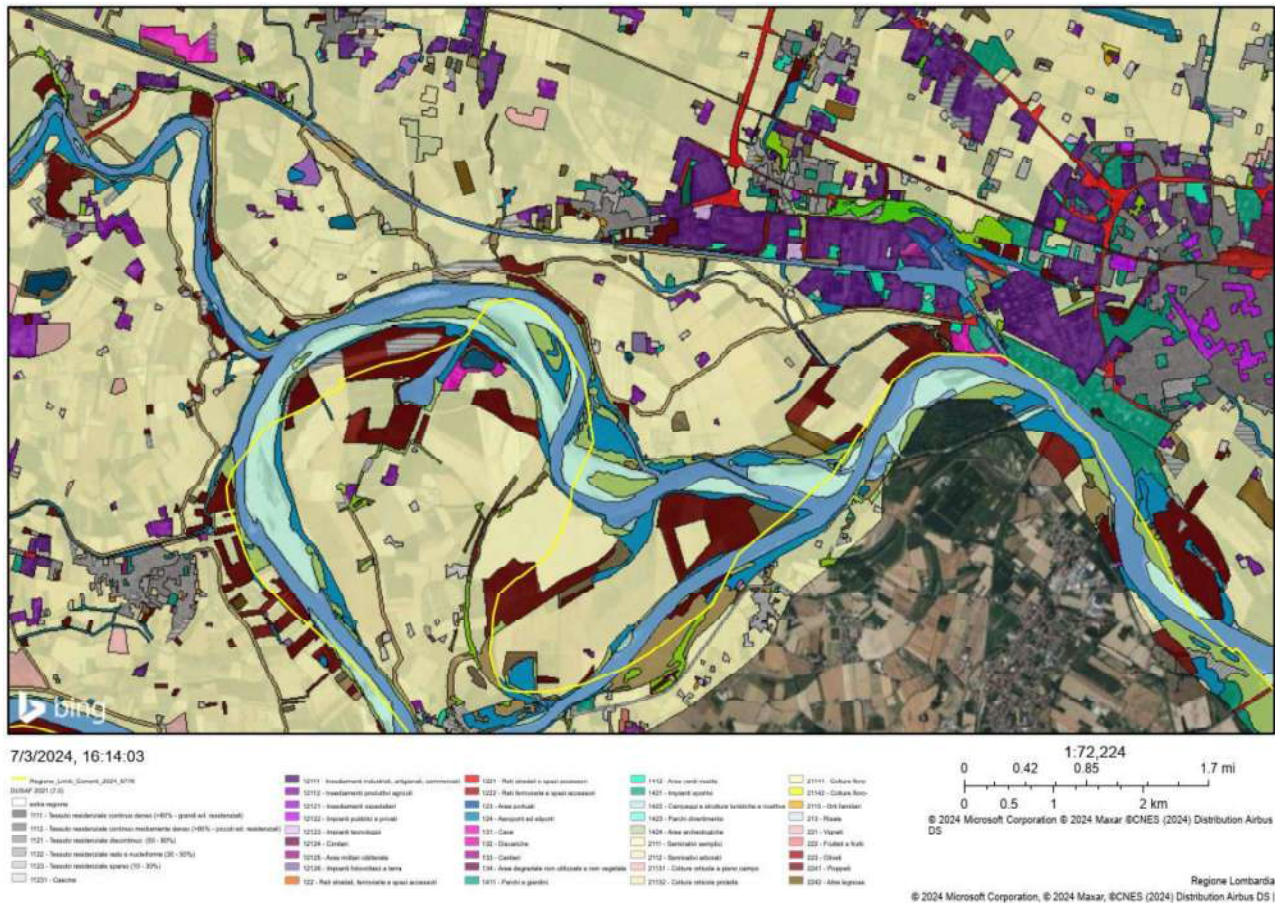 bing
7/3/2024, 16:14:03
1:72,224
0 0.42 0.85 1.7 mi
0 0.5 1 2 km
© 2024 Microsoft Corporation © 2024 Maxar ©CNES (2024) Distribution Airbus
DS
Regione_Limiti_Comuni_2024_6776
DUSAF 2021 (7.0)
extra regione
1111 - Tessuto residenziale continuo denso (>80% - grandi ed. residenziali)
1112 - Tessuto residenziale continuo mediamente denso (>80% - piccoli ed. residenziali)
1121 - Tessuto residenziale discontinuo (50 - 80%)
1122 - Tessuto residenziale rado e nucleiforme (30 - 50%)
1123 - Tessuto residenziale sparso (10 - 30%)
11231 - Cascine
12111 - Insediamenti industriali, artigianali, commerciali
12112 - Insediamenti produttivi agricoli
12121 - Insediamenti ospedalieri
12122 - Impianti pubblici e privati
12123 - Impianti tecnologici
12124 - Cimiteri
12125 - Aree militari obliterate
12126 - Impianti fotovoltaici a terra
122 - Reti stradali, ferroviarie e spazi accessori
1221 - Reti stradali e spazi accessori
1222 - Reti ferroviarie e spazi accessori
123 - Aree portuali
124 - Aeroporti ed eliporti
131 - Cave
132 - Discariche
133 - Cantieri
134 - Aree degradate non utilizzate e non vegetate
1411 - Parchi e giardini
1412 - Aree verdi incolte
1421 - Impianti sportivi
1422 - Campeggi e strutture turistiche e ricettive
1423 - Parchi divertimento
1424 - Aree archeologiche
2111 - Seminativi semplici
2112 - Seminativi arborati
21131 - Colture orticole a pieno campo
21132 - Colture orticole protette
21141 - Colture floro-
21142 - Colture floro-
2115 - Orti familiari
213 - Risaie
221 - Vigneti
222 - Frutteti e frutti
223 - Oliveti
2241 - Pioppeti
2242 - Altre legnose
Regione Lombardia
© 2024 Microsoft Corporation, © 2024 Maxar, ©CNES (2024) Distribution Airbus DS |